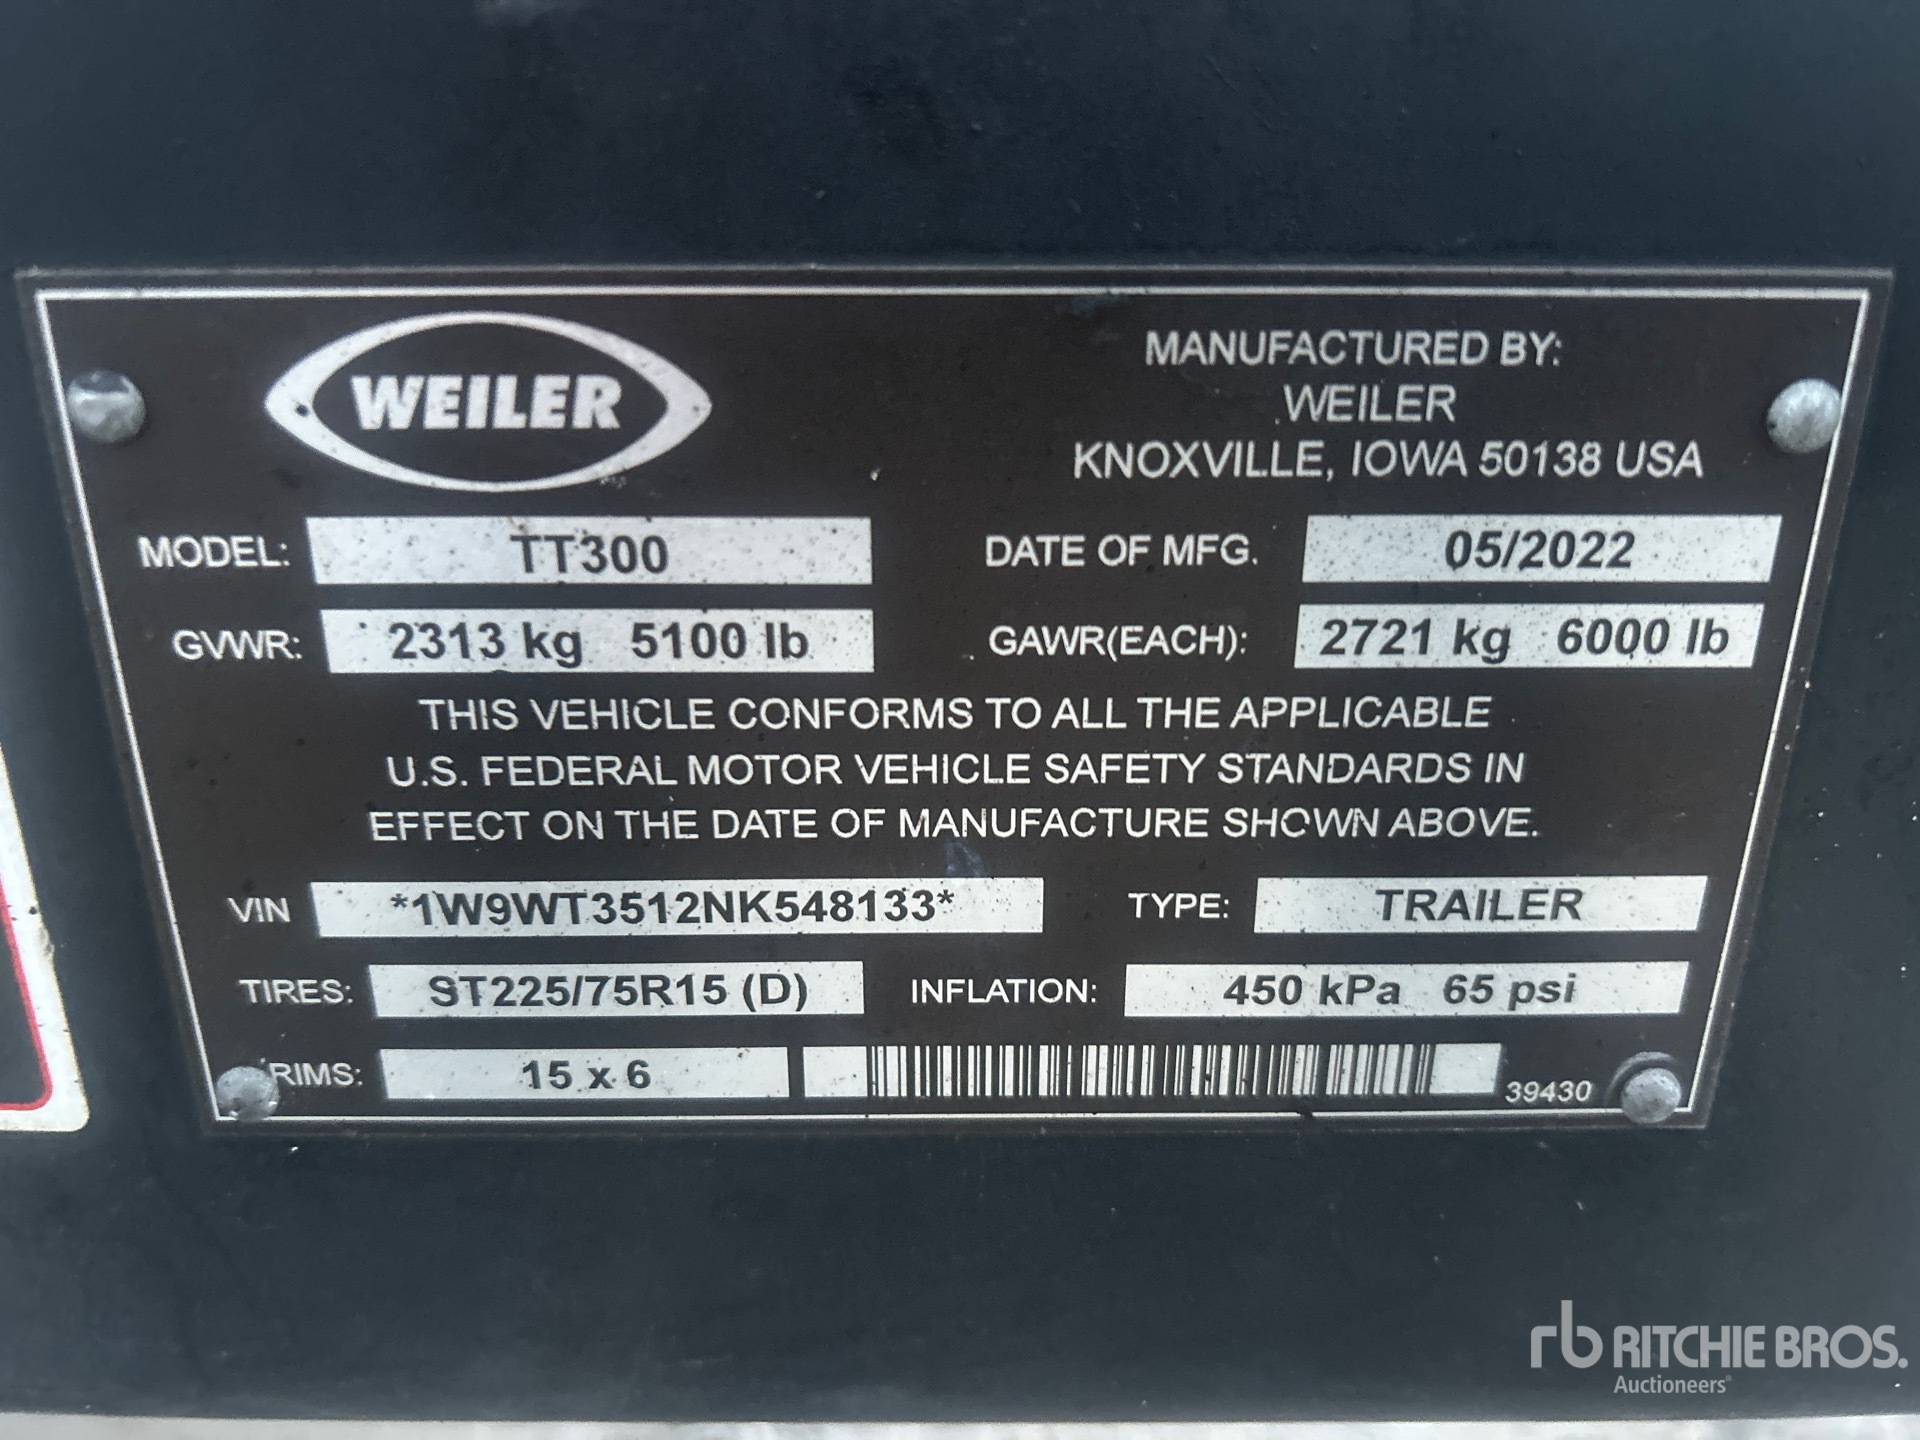 WEILER
MANUFACTURED BY:
WEILER
KNOXVILLE, IOWA 50138 USA
MODEL: TT300 DATE OF MFG. 05/2022
GVWR: 2313 kg 5100 lb GAWR(EACH): 2721 kg 6000 lb
THIS VEHICLE CONFORMS TO ALL THE APPLICABLE
U.S. FEDERAL MOTOR VEHICLE SAFETY STANDARDS IN
EFFECT ON THE DATE OF MANUFACTURE SHOWN ABOVE.
VIN *1W9WT3512NK548133* TYPE: TRAILER
TIRES: ST225/75R15 (D) INFLATION: 450 kPa 65 psi
RIMS: 15 x 6 39430
rb RITCHIE BROS.
Auctioneers